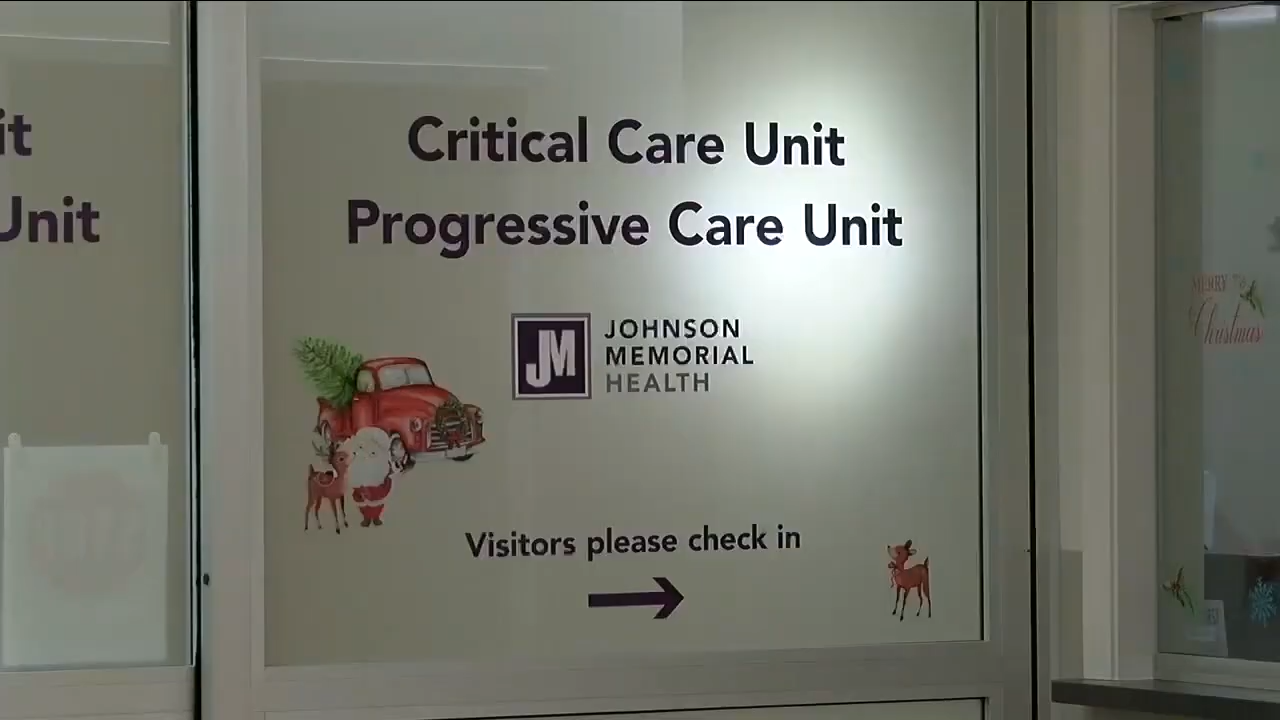 it
Unit
Critical Care Unit
Progressive Care Unit
JM
JOHNSON
MEMORIAL
HEALTH
Visitors please check in
MERRY
Christmas